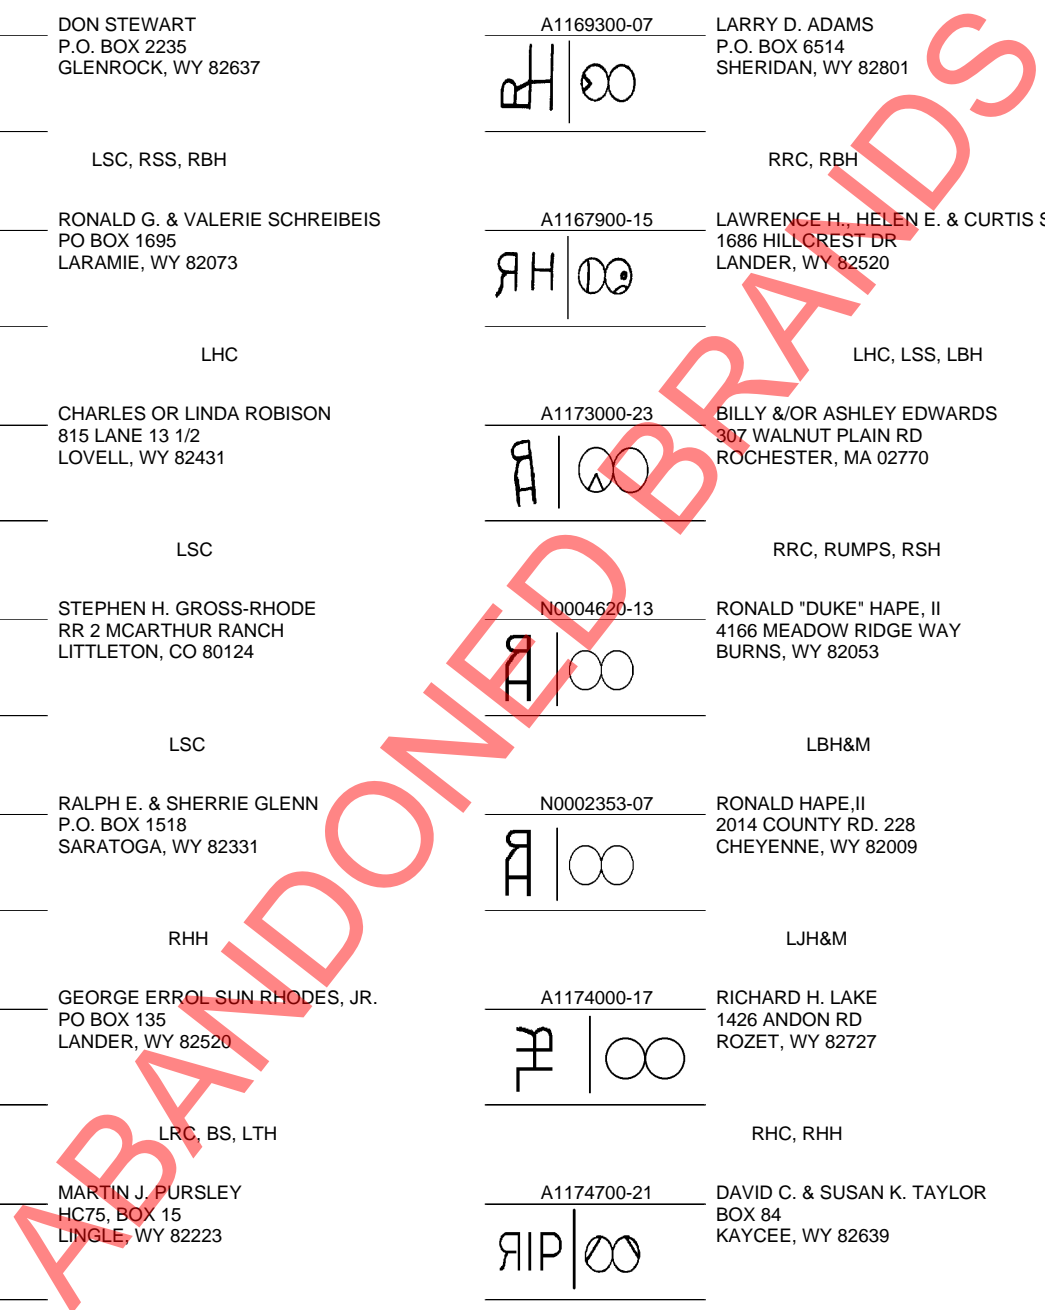 DON STEWART
P.O. BOX 2235
GLENROCK, WY 82637
LSC, RSS, RBH
A1169300-07
LARRY D. ADAMS
P.O. BOX 6514
SHERIDAN, WY 82801
RRC, RBH
RONALD G. & VALERIE SCHREIBEIS
PO BOX 1695
LARAMIE, WY 82073
LHC
A1167900-15
LAWRENCE H., HELEN E. & CURTIS S
1686 HILLCREST DR
LANDER, WY 82520
LHC, LSS, LBH
CHARLES OR LINDA ROBISON
815 LANE 13 1/2
LOVELL, WY 82431
LSC
A1173000-23
BILLY &/OR ASHLEY EDWARDS
307 WALNUT PLAIN RD
ROCHESTER, MA 02770
RRC, RUMPS, RSH
STEPHEN H. GROSS-RHODE
RR 2 MCARTHUR RANCH
LITTLETON, CO 80124
LSC
N0004620-13
RONALD "DUKE" HAPE, II
4166 MEADOW RIDGE WAY
BURNS, WY 82053
LBH&M
RALPH E. & SHERRIE GLENN
P.O. BOX 1518
SARATOGA, WY 82331
RHH
N0002353-07
RONALD HAPE,II
2014 COUNTY RD. 228
CHEYENNE, WY 82009
LJH&M
GEORGE ERROL SUN RHODES, JR.
PO BOX 135
LANDER, WY 82520
LRC, BS, LTH
A1174000-17
RICHARD H. LAKE
1426 ANDON RD
ROZET, WY 82727
RHC, RHH
MARTIN J. PURSLEY
HC75, BOX 15
LINGLE, WY 82223
A1174700-21
DAVID C. & SUSAN K. TAYLOR
BOX 84
KAYCEE, WY 82639
ABANDONED BRANDS